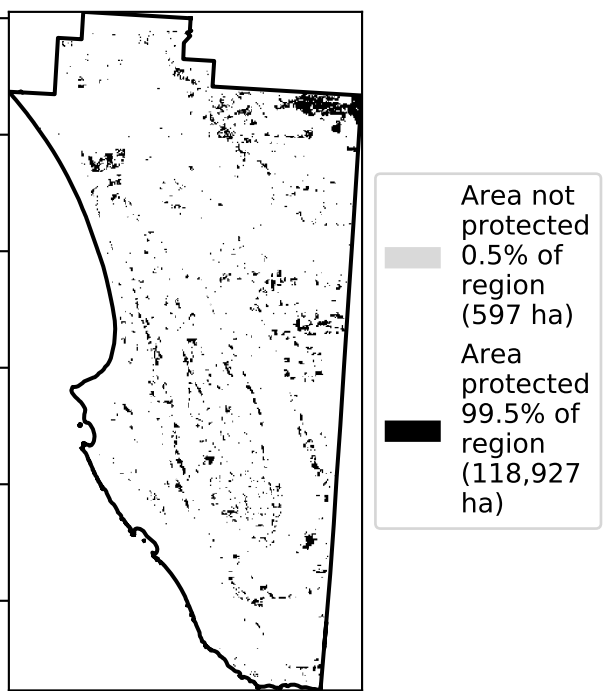 Area not
protected
0.5% of
region
(597 ha)
Area
protected
99.5% of
region
(118,927
ha)